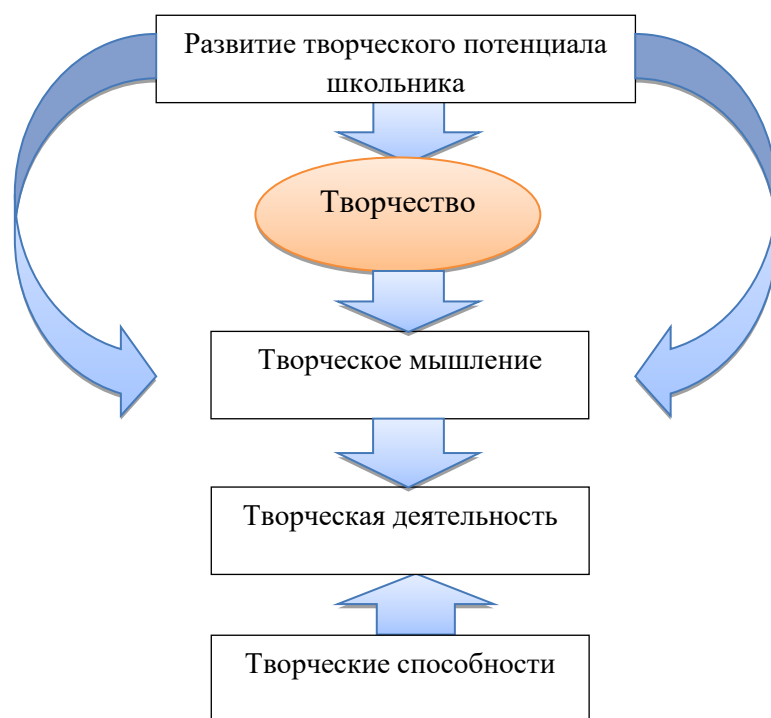 Развитие творческого потенциала
школьника
Творчество
Творческое мышление
Творческая деятельность
Творческие способности